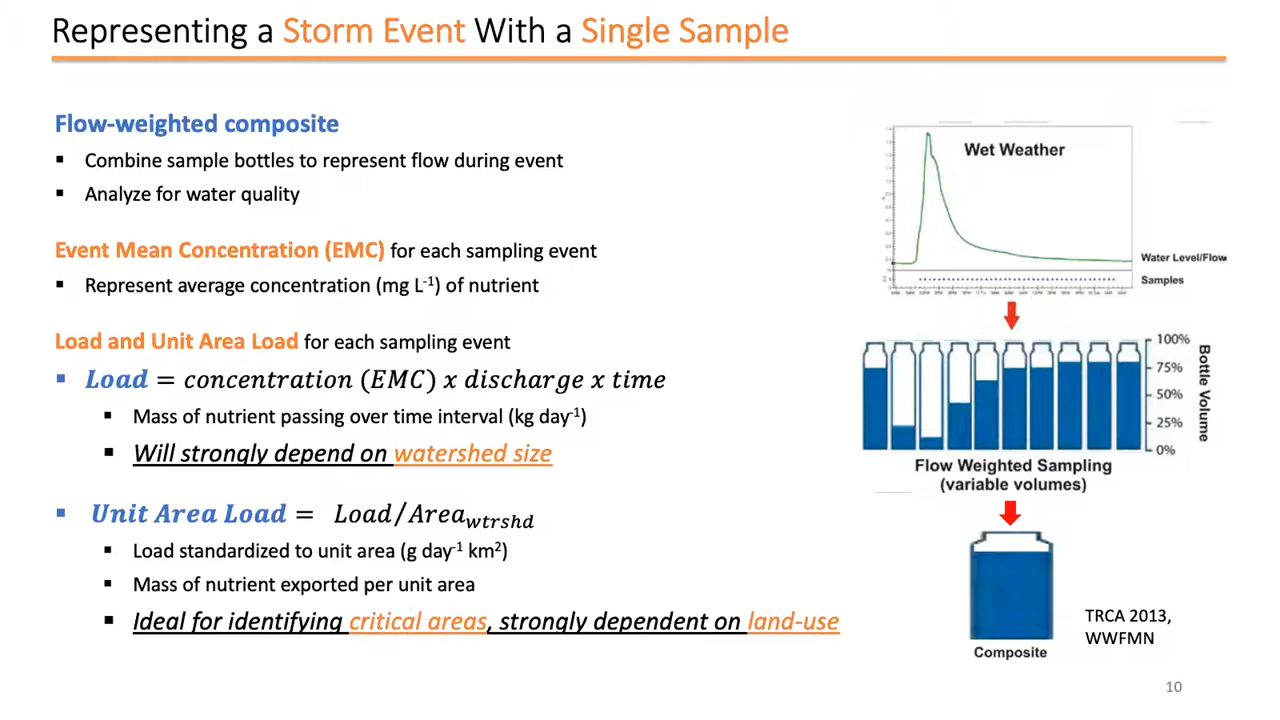 Representing a Storm Event With a Single Sample
Flow-weighted composite
▪ Combine sample bottles to represent flow during event
▪ Analyze for water quality
Event Mean Concentration (EMC) for each sampling event
▪ Represent average concentration (mg L⁻¹) of nutrient
Load and Unit Area Load for each sampling event
▪ Load = concentration (EMC) x discharge x time
▪ Mass of nutrient passing over time interval (kg day⁻¹)
▪ Will strongly depend on watershed size
▪ Unit Area Load = Load/Area wtrshd
▪ Load standardized to unit area (g day⁻¹ km²)
▪ Mass of nutrient exported per unit area
▪ Ideal for identifying critical areas, strongly dependent on land-use
Wet Weather
Water Level/Flow
Samples
100%
75%
50%
25%
0%
Bottle Volume
Flow Weighted Sampling
(variable volumes)
Composite
TRCA 2013,
WWFMN
10